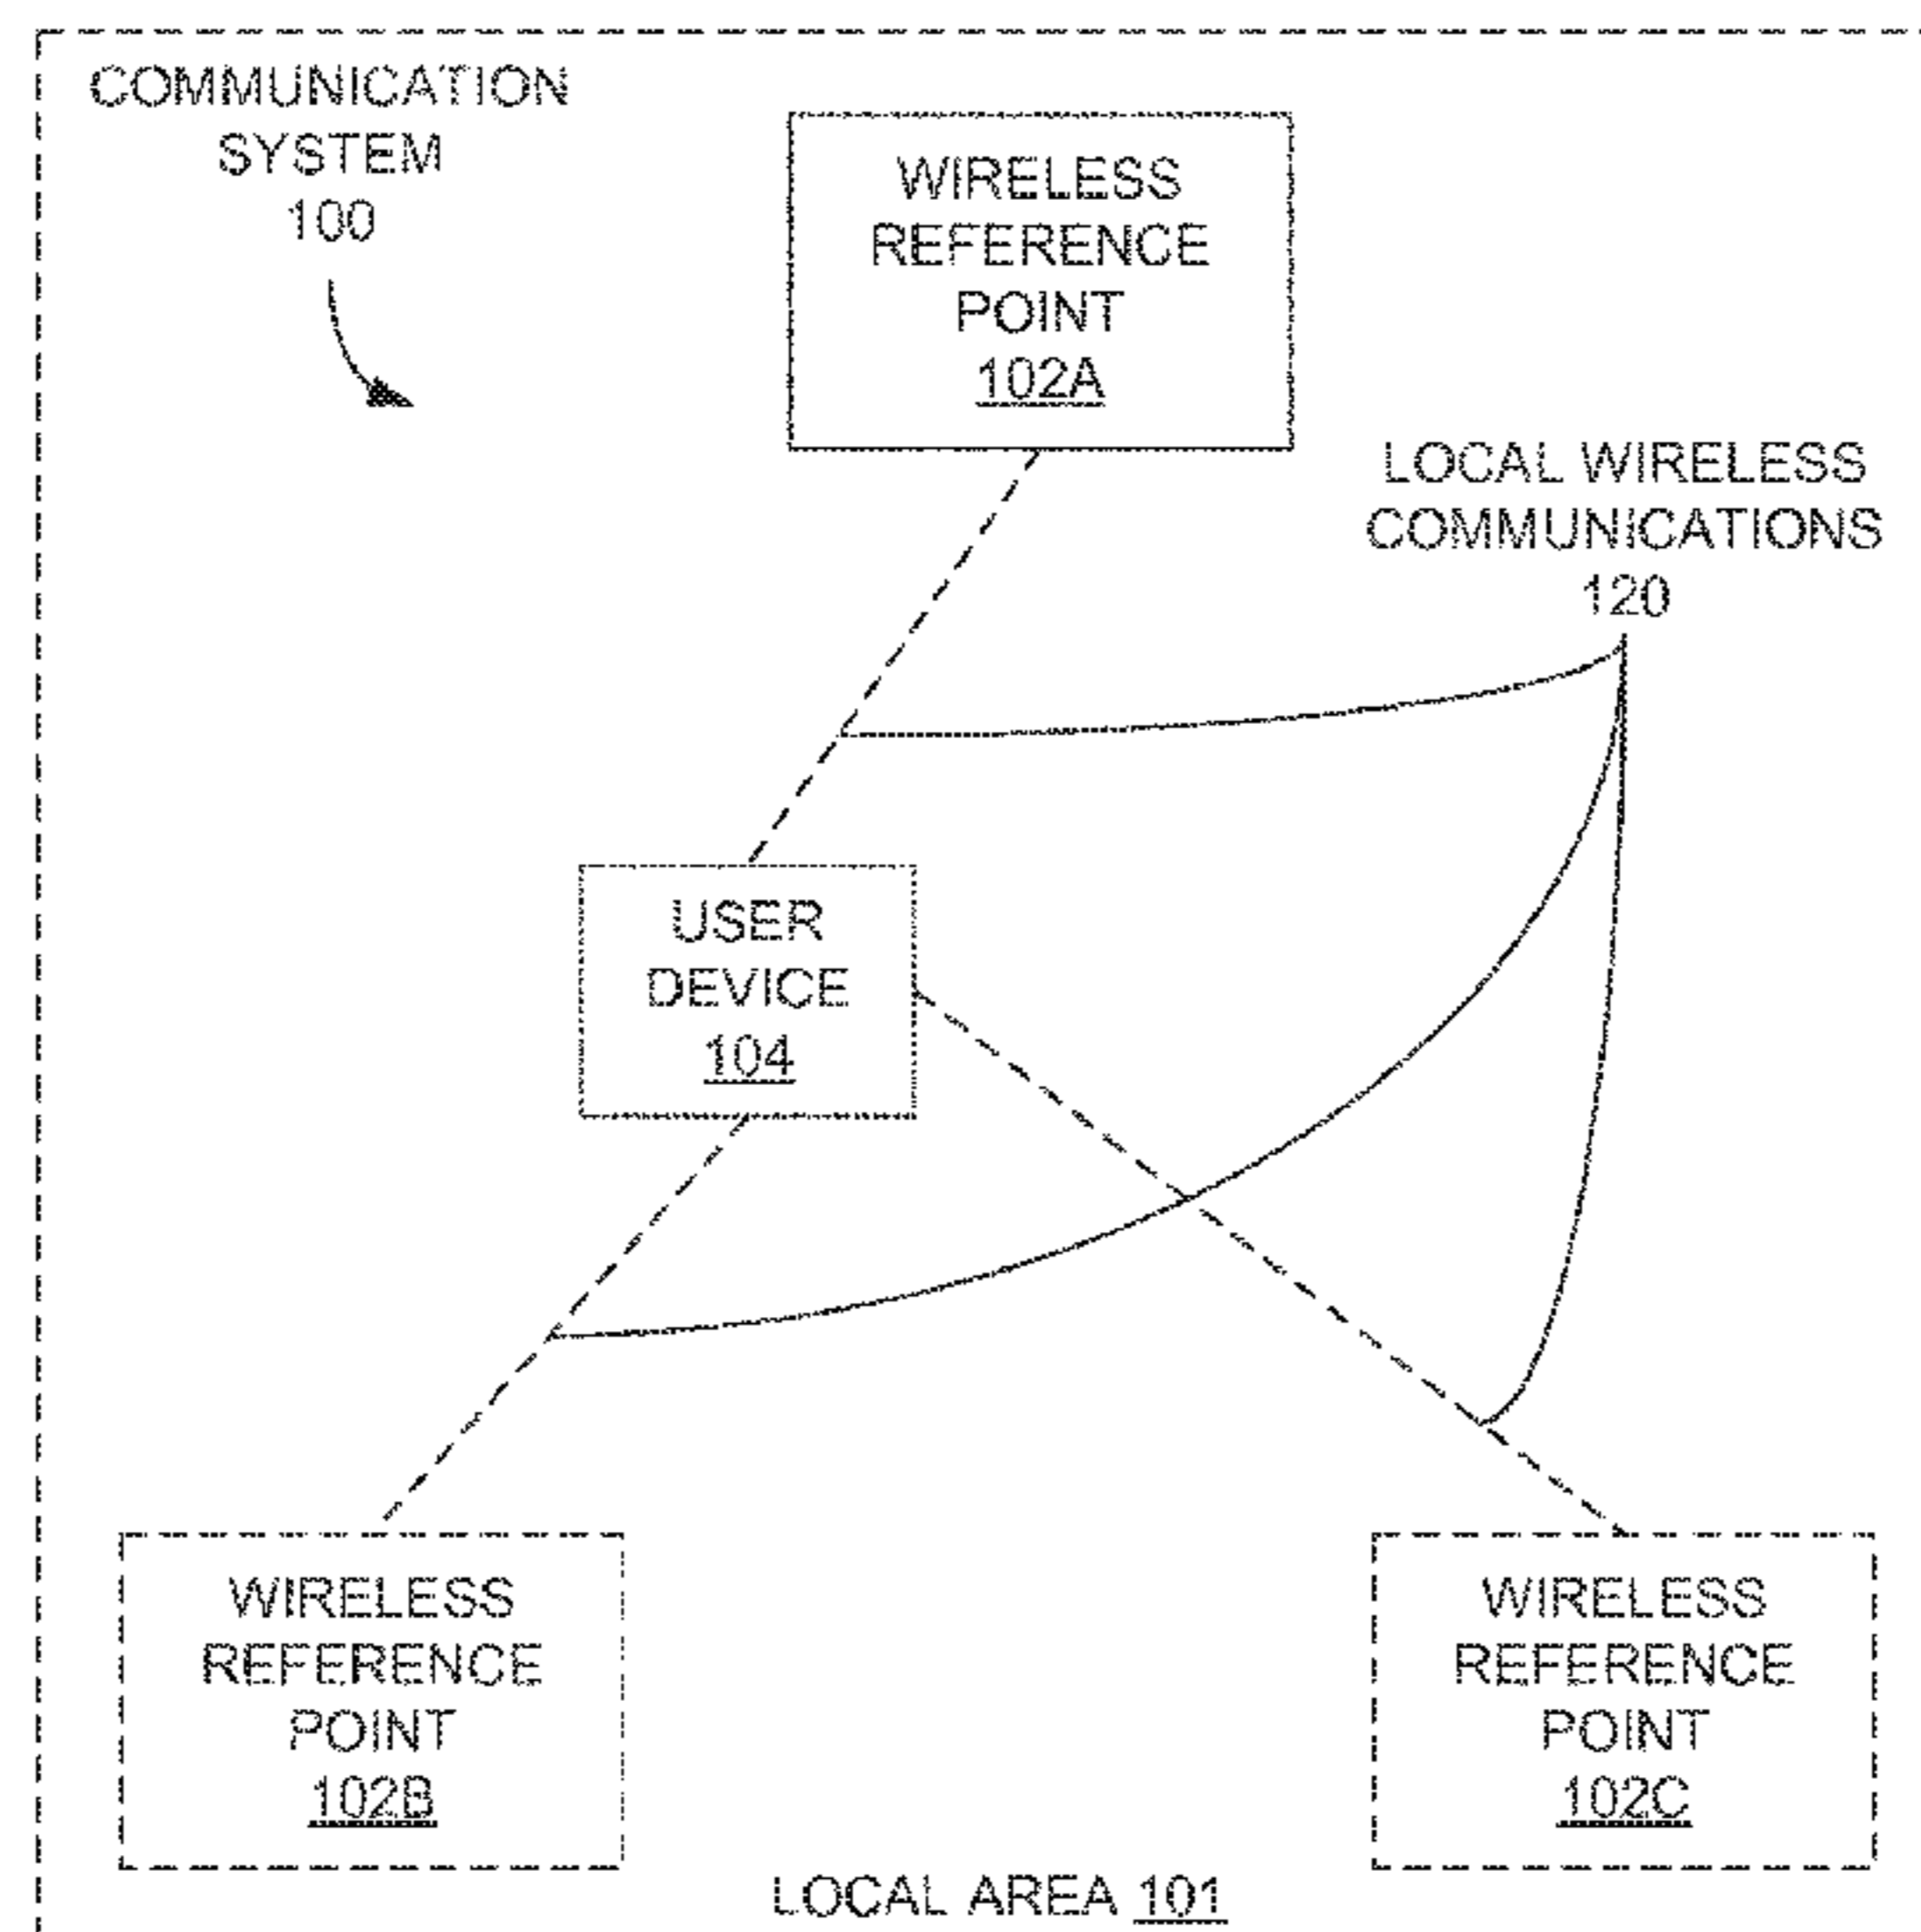 COMMUNICATION
SYSTEM
100
WIRELESS
REFERENCE
POINT
102A
LOCAL WIRELESS
COMMUNICATIONS
120
USER
DEVICE
104
WIRELESS
REFERENCE
POINT
102B
WIRELESS
REFERENCE
POINT
102C
LOCAL AREA 101